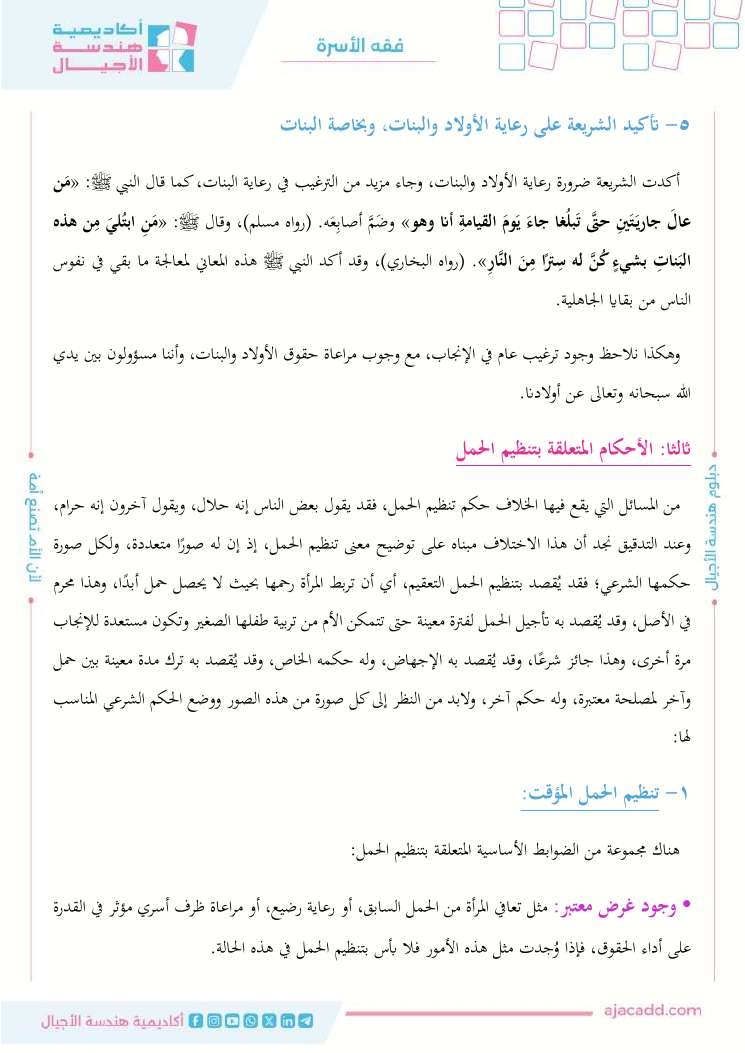 أكاديمية
هندسة
الأجيال
فقه الأسرة
٥- تأكيد الشريعة على رعاية الأولاد والبنات، وبخاصة البنات
أكدت الشريعة ضرورة رعاية الأولاد والبنات، وجاء مزيد من الترغيب في رعاية البنات، كما قال النبي ﷺ: «مَن
عالَ جاريَتَينِ حتَّى تَبلُغا جاءَ يَومَ القيامةِ أنا وهو» وضَمَّ أصابِعَه. (رواه مسلم)، وقال ﷺ: «مَنِ ابتُليَ مِن هذه
البَناتِ بشيءٍ كُنَّ له سِترًا مِنَ النَّارِ». (رواه البخاري)، وقد أكد النبي ﷺ هذه المعاني لمعالجة ما بقي في نفوس
الناس من بقايا الجاهلية.
وهكذا نلاحظ وجود ترغيب عام في الإنجاب، مع وجوب مراعاة حقوق الأولاد والبنات، وأننا مسؤولون بين يدي
الله سبحانه وتعالى عن أولادنا.
ثالثا: الأحكام المتعلقة بتنظيم الحمل
من المسائل التي يقع فيها الخلاف حكم تنظيم الحمل، فقد يقول بعض الناس إنه حلال، ويقول آخرون إنه حرام،
وعند التدقيق نجد أن هذا الاختلاف مبناه على توضيح معنى تنظيم الحمل، إذ إن له صورًا متعددة، ولكل صورة
حكمها الشرعي؛ فقد يُقصد بتنظيم الحمل التعقيم، أي أن تربط المرأة رحمها بحيث لا يحصل حمل أبدًا، وهذا محرم
في الأصل، وقد يُقصد به تأجيل الحمل لفترة معينة حتى تتمكن الأم من تربية طفلها الصغير وتكون مستعدة للإنجاب
مرة أخرى، وهذا جائز شرعًا، وقد يُقصد به الإجهاض، وله حكمه الخاص، وقد يُقصد به ترك مدة معينة بين حمل
وآخر لمصلحة معتبرة، وله حكم آخر، ولابد من النظر إلى كل صورة من هذه الصور ووضع الحكم الشرعي المناسب
لها:
١- تنظيم الحمل المؤقت:
هناك مجموعة من الضوابط الأساسية المتعلقة بتنظيم الحمل:
• وجود غرض معتبر: مثل تعافي المرأة من الحمل السابق، أو رعاية رضيع، أو مراعاة ظرف أسري مؤثر في القدرة
على أداء الحقوق، فإذا وُجدت مثل هذه الأمور فلا بأس بتنظيم الحمل في هذه الحالة.
دبلوم هندسة الأجيال
لأن الأم تصنع أمة
ajacadd.com
أكاديمية هندسة الأجيال